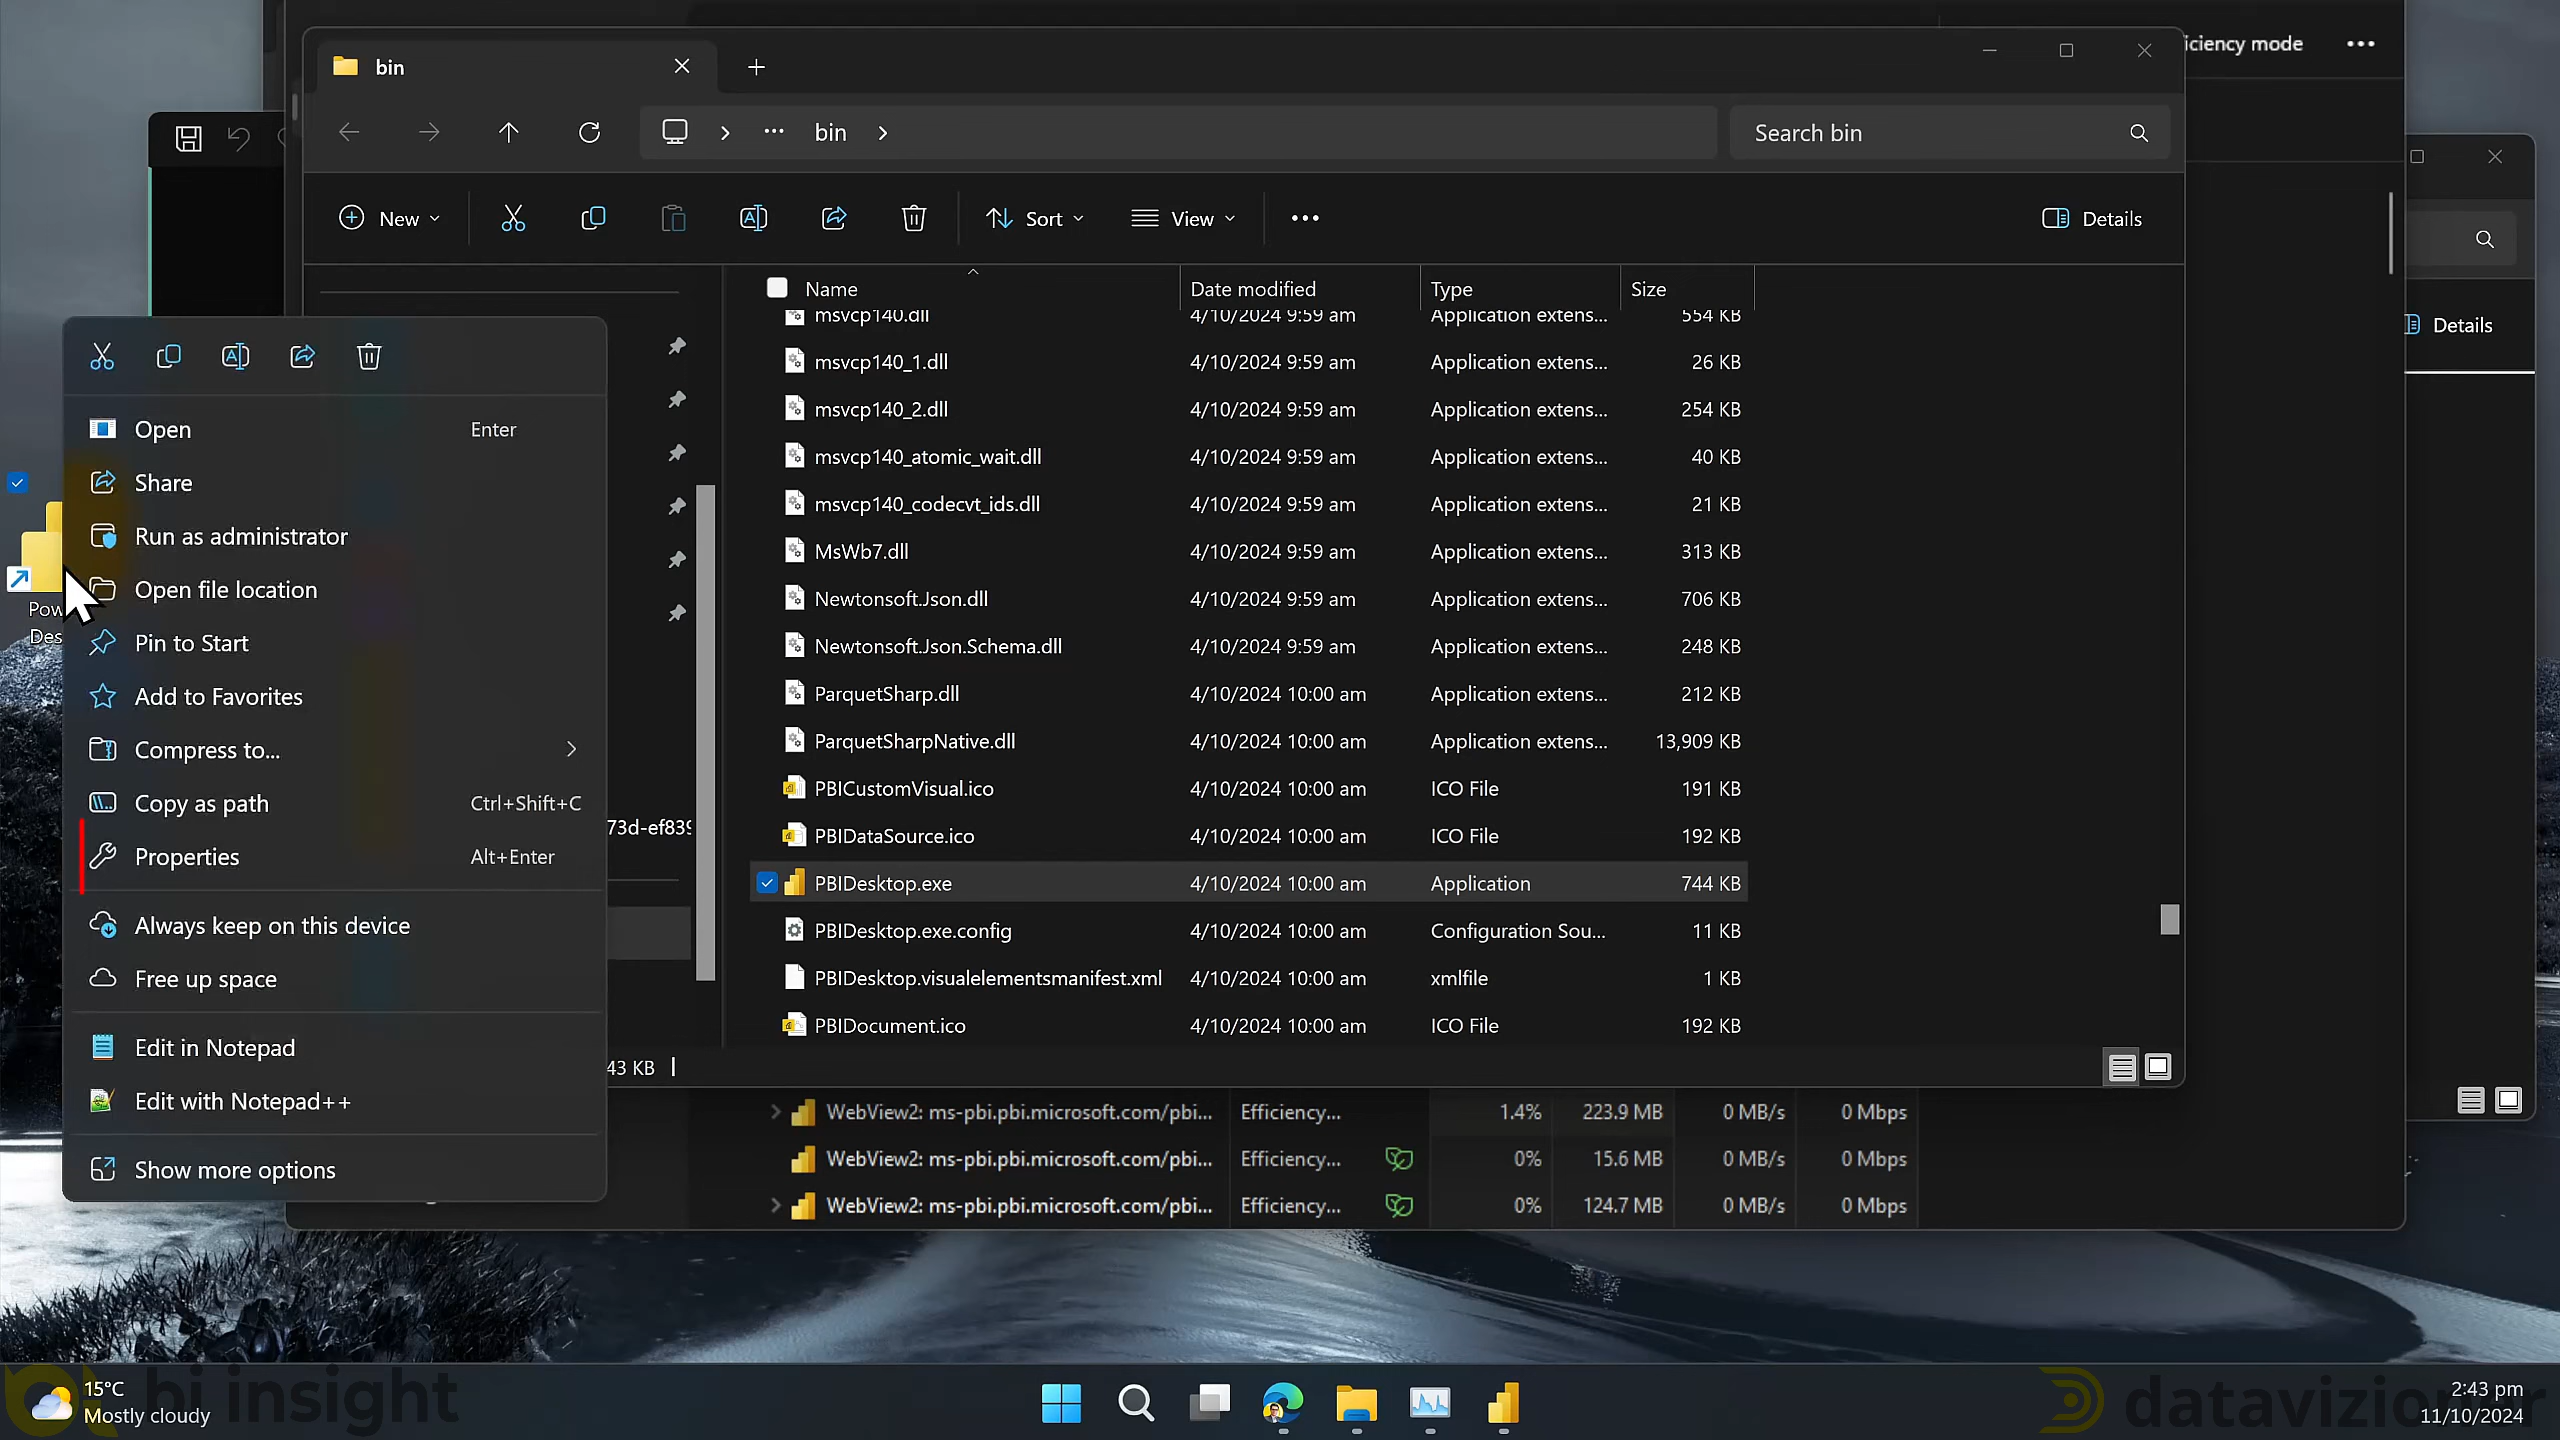 iciency mode
bin
bin
Search bin
New
Sort
View
Details
Details
Name
Date modified
Type
Size
msvcp140.dll 4/10/2024 9:59 am Application extens... 554 KB
msvcp140_1.dll 4/10/2024 9:59 am Application extens... 26 KB
msvcp140_2.dll 4/10/2024 9:59 am Application extens... 254 KB
msvcp140_atomic_wait.dll 4/10/2024 9:59 am Application extens... 40 KB
msvcp140_codecvt_ids.dll 4/10/2024 9:59 am Application extens... 21 KB
MsWb7.dll 4/10/2024 9:59 am Application extens... 313 KB
Newtonsoft.Json.dll 4/10/2024 9:59 am Application extens... 706 KB
Newtonsoft.Json.Schema.dll 4/10/2024 9:59 am Application extens... 248 KB
ParquetSharp.dll 4/10/2024 10:00 am Application extens... 212 KB
ParquetSharpNative.dll 4/10/2024 10:00 am Application extens... 13,909 KB
PBICustomVisual.ico 4/10/2024 10:00 am ICO File 191 KB
PBIDataSource.ico 4/10/2024 10:00 am ICO File 192 KB
PBIDesktop.exe 4/10/2024 10:00 am Application 744 KB
PBIDesktop.exe.config 4/10/2024 10:00 am Configuration Sou... 11 KB
PBIDesktop.visualelementsmanifest.xml 4/10/2024 10:00 am xmlfile 1 KB
PBIDocument.ico 4/10/2024 10:00 am ICO File 192 KB
73d-ef839
43 KB
Open Enter
Share
Run as administrator
Open file location
Pin to Start
Add to Favorites
Compress to...
Copy as path Ctrl+Shift+C
Properties Alt+Enter
Always keep on this device
Free up space
Edit in Notepad
Edit with Notepad++
Show more options
Pow
Des
WebView2: ms-pbi.pbi.microsoft.com/pbi... Efficiency... 1.4% 223.9 MB 0 MB/s 0 Mbps
WebView2: ms-pbi.pbi.microsoft.com/pbi... Efficiency... 0% 15.6 MB 0 MB/s 0 Mbps
WebView2: ms-pbi.pbi.microsoft.com/pbi... Efficiency... 0% 124.7 MB 0 MB/s 0 Mbps
15°C
Mostly cloudy
bi insight
datavizioner
2:43 pm
11/10/2024